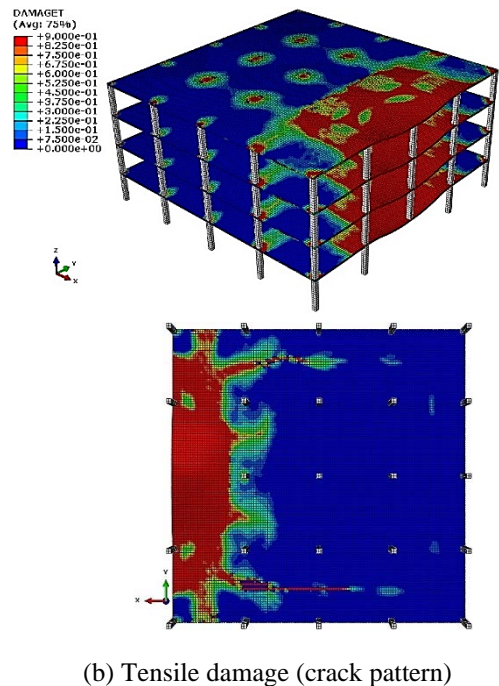 DAMAGET
(Avg: 75%)
+9.000e-01
+8.250e-01
+7.500e-01
+6.750e-01
+6.000e-01
+5.250e-01
+4.500e-01
+3.750e-01
+3.000e-01
+2.250e-01
+1.500e-01
+7.500e-02
+0.000e+00
Z
Y
X
Y
X
(b) Tensile damage (crack pattern)